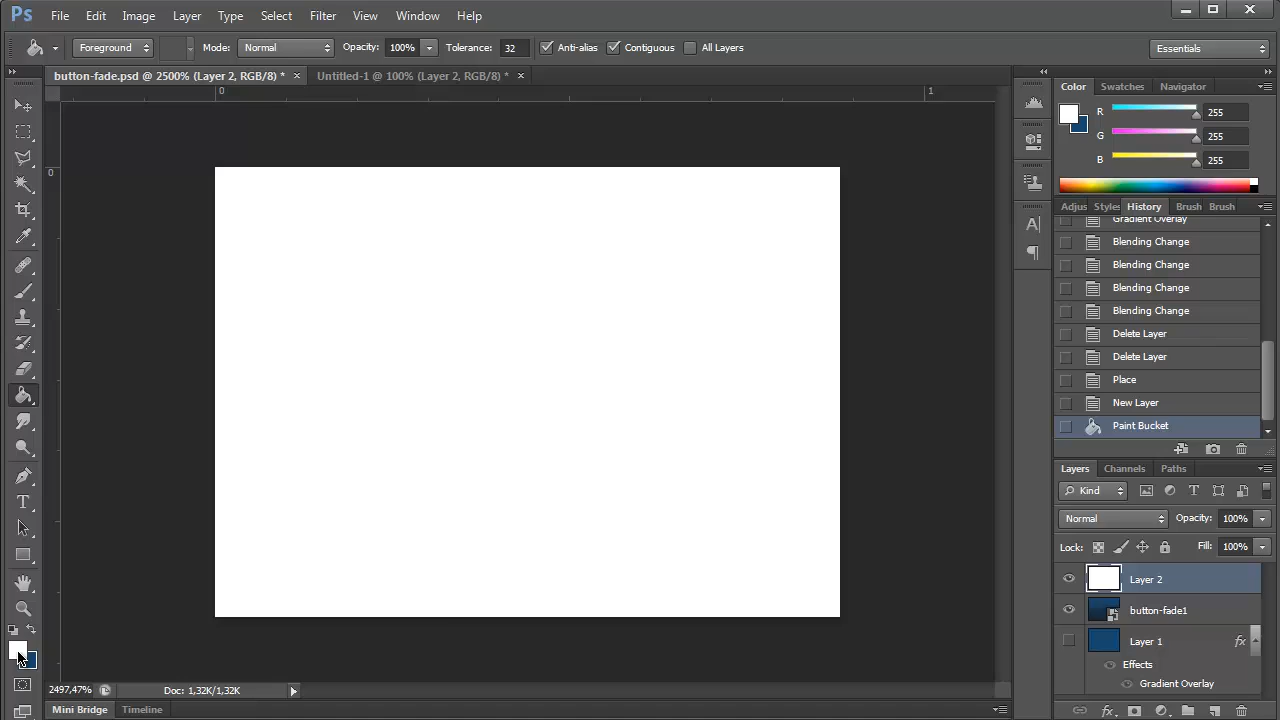 Ps File Edit Image Layer Type Select Filter View Window Help
Foreground Mode: Normal Opacity: 100% Tolerance: 32 Anti-alias Contiguous All Layers Essentials
button-fade.psd @ 2500% (Layer 2, RGB/8) * × Untitled-1 @ 100% (Layer 2, RGB/8) * ×
0 1
0
Color Swatches Navigator
R 255
G 255
B 255
Adjus Styles History Brush Brush
Gradient Overlay
Blending Change
Blending Change
Blending Change
Blending Change
Delete Layer
Delete Layer
Place
New Layer
Paint Bucket
Layers Channels Paths
Kind
Normal Opacity: 100%
Lock: Fill: 100%
Layer 2
button-fade1
Layer 1 fx
Effects
Gradient Overlay
2497,47% Doc: 1,32K/1,32K
Mini Bridge Timeline